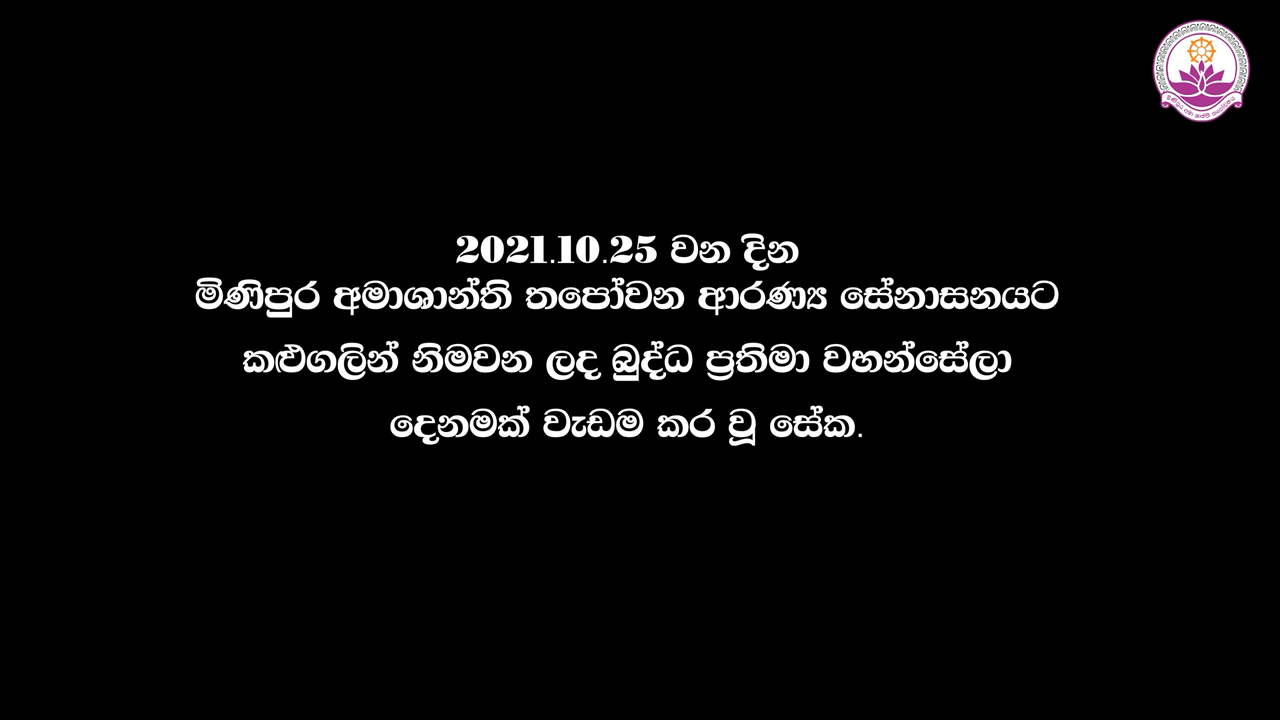 2021.10.25 වන දින
මිණිපුර අමාශාන්ති තපෝවන ආරණ්‍ය සේනාසනයට
කළුගලින් නිමවන ලද බුද්ධ ප්‍රතිමා වහන්සේලා
දෙනමක් වැඩම කර වූ සේක.